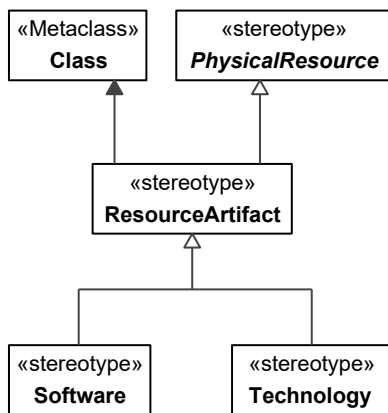 «Metaclass»
Class
«stereotype»
PhysicalResource
«stereotype»
ResourceArtifact
«stereotype»
Software
«stereotype»
Technology